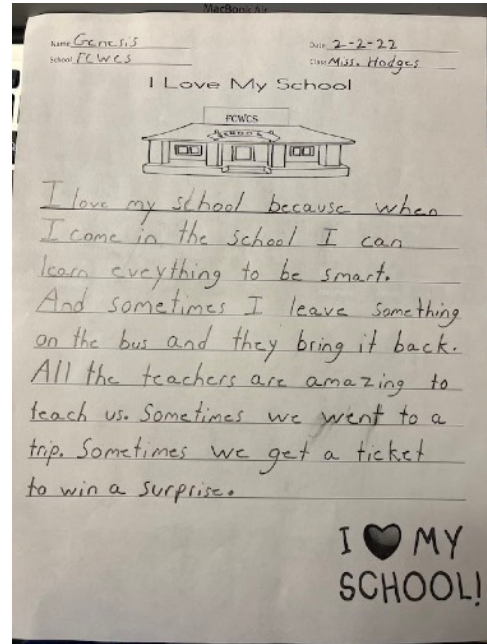 MacBook Air
Name Genesis Date 2-2-22
School FCWCS Class Miss. Hodges
I Love My School
FCWCS
SCHOOL
I love my school because when
I come in the school I can
learn eveything to be smart.
And sometimes I leave something
on the bus and they bring it back.
All the teachers are amazing to
teach us. Sometimes we went to a
trip. Sometimes we get a ticket
to win a surprise.
I ♥ MY
SCHOOL!